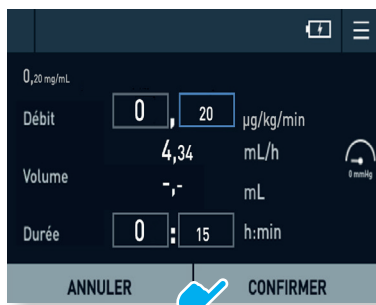 0,20 mg/mL
Débit 0,20 µg/kg/min
4,34 mL/h
0 mmHg
Volume -,- mL
Durée 0:15 h:min
ANNULER CONFIRMER